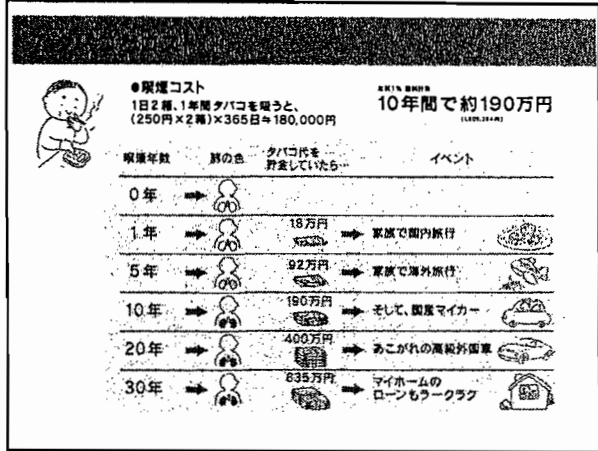 ●喫煙コスト
1日2箱、1年間タバコを吸うと、
(250円×2箱)×365日≒180,000円
年利1% 複利計算
10年間で約190万円
喫煙年数 肺の色 タバコ代を貯金していたら… イベント
0年
1年 18万円 家族で国内旅行
5年 92万円 家族で海外旅行
10年 190万円 そして、国産マイカー
20年 400万円 あこがれの高級外国車
30年 635万円 マイホームの
ローンもラークラク